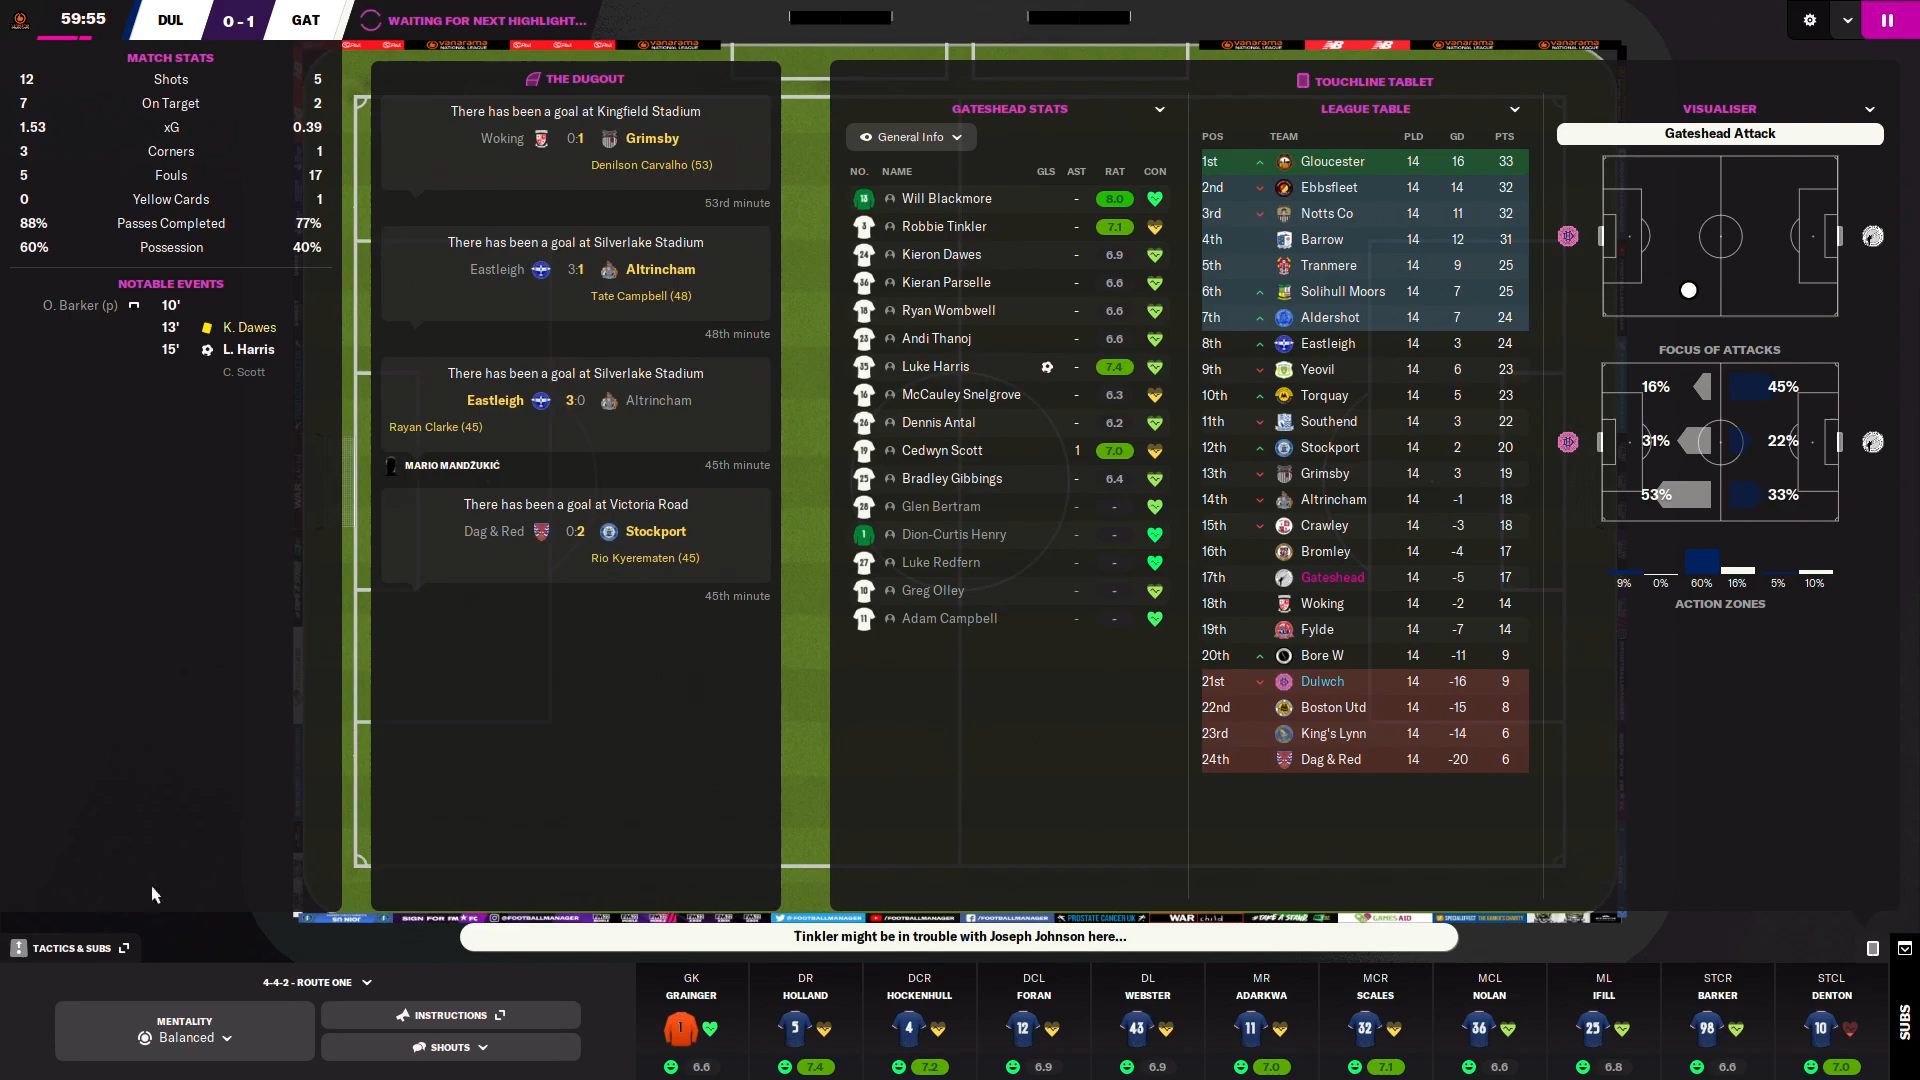 59:55 DUL 0 - 1 GAT WAITING FOR NEXT HIGHLIGHT...
MATCH STATS
12 Shots 5
7 On Target 2
1.53 xG 0.39
3 Corners 1
5 Fouls 17
0 Yellow Cards 1
88% Passes Completed 77%
60% Possession 40%
NOTABLE EVENTS
O. Barker (p) 10'
13' K. Dawes
15' L. Harris
C. Scott
THE DUGOUT
There has been a goal at Kingfield Stadium
Woking 0:1 Grimsby
Denilson Carvalho (53)
53rd minute
There has been a goal at Silverlake Stadium
Eastleigh 3:1 Altrincham
Tate Campbell (48)
48th minute
There has been a goal at Silverlake Stadium
Eastleigh 3:0 Altrincham
Rayan Clarke (45)
MARIO MANDŽUKIĆ 45th minute
There has been a goal at Victoria Road
Dag & Red 0:2 Stockport
Rio Kyerematen (45)
45th minute
TOUCHLINE TABLET
GATESHEAD STATS
General Info
NO. NAME GLS AST RAT CON
13 Will Blackmore - 8.0
3 Robbie Tinkler - 7.1
24 Kieron Dawes - 6.9
36 Kieran Parselle - 6.6
18 Ryan Wombwell - 6.6
23 Andi Thanoj - 6.6
35 Luke Harris - 7.4
16 McCauley Snelgrove - 6.3
26 Dennis Antal - 6.2
19 Cedwyn Scott 1 7.0
25 Bradley Gibbings - 6.4
28 Glen Bertram - -
1 Dion-Curtis Henry - -
27 Luke Redfern - -
10 Greg Olley - -
11 Adam Campbell - -
LEAGUE TABLE
POS TEAM PLD GD PTS
1st Gloucester 14 16 33
2nd Ebbsfleet 14 14 32
3rd Notts Co 14 11 32
4th Barrow 14 12 31
5th Tranmere 14 9 25
6th Solihull Moors 14 7 25
7th Aldershot 14 7 24
8th Eastleigh 14 3 24
9th Yeovil 14 6 23
10th Torquay 14 5 23
11th Southend 14 3 22
12th Stockport 14 2 20
13th Grimsby 14 3 19
14th Altrincham 14 -1 18
15th Crawley 14 -3 18
16th Bromley 14 -4 17
17th Gateshead 14 -5 17
18th Woking 14 -2 14
19th Fylde 14 -7 14
20th Bore W 14 -11 9
21st Dulwch 14 -16 9
22nd Boston Utd 14 -15 8
23rd King's Lynn 14 -14 6
24th Dag & Red 14 -20 6
VISUALISER
Gateshead Attack
FOCUS OF ATTACKS
16% 45%
31% 22%
53% 33%
9% 0% 60% 16% 5% 10%
ACTION ZONES
Tinkler might be in trouble with Joseph Johnson here...
TACTICS & SUBS
4-4-2 - ROUTE ONE
MENTALITY
Balanced
INSTRUCTIONS
SHOUTS
GK DR DCR DCL DL MR MCR MCL ML STCR STCL
GRAINGER HOLLAND HOCKENHULL FORAN WEBSTER ADARKWA SCALES NOLAN IFILL BARKER DENTON
1 5 4 12 43 11 32 36 25 98 10
6.6 7.4 7.2 6.9 6.9 7.0 7.1 6.6 6.8 6.6 7.0
SUBS